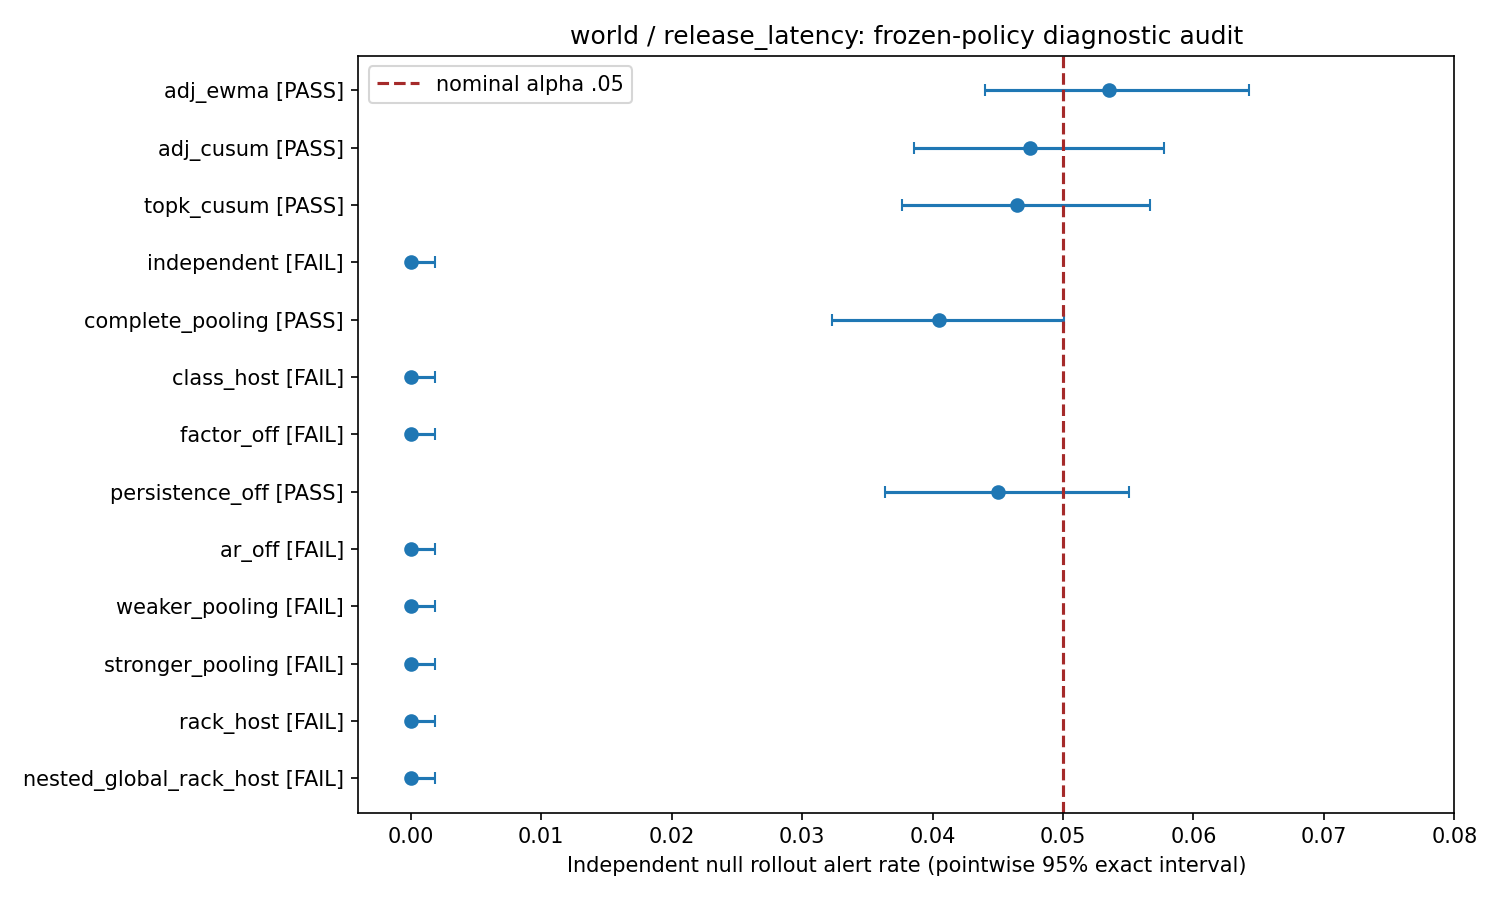 world / release_latency: frozen-policy diagnostic audit
nominal alpha .05
adj_ewma [PASS]
adj_cusum [PASS]
topk_cusum [PASS]
independent [FAIL]
complete_pooling [PASS]
class_host [FAIL]
factor_off [FAIL]
persistence_off [PASS]
ar_off [FAIL]
weaker_pooling [FAIL]
stronger_pooling [FAIL]
rack_host [FAIL]
nested_global_rack_host [FAIL]
0.00 0.01 0.02 0.03 0.04 0.05 0.06 0.07 0.08
Independent null rollout alert rate (pointwise 95% exact interval)